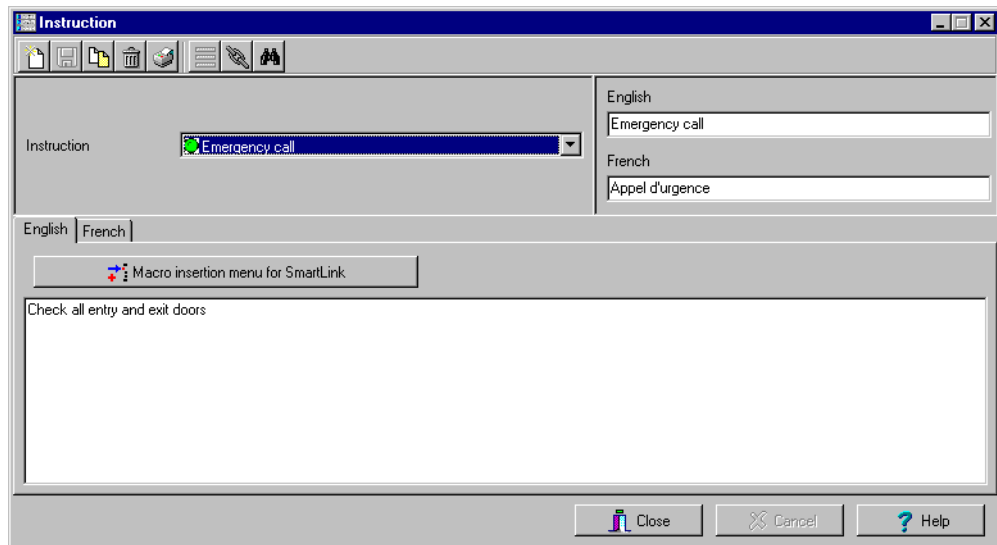 Instruction
English
Emergency call
Instruction
Emergency call
French
Appel d'urgence
English
French
Macro insertion menu for SmartLink
Check all entry and exit doors
Close
Cancel
Help